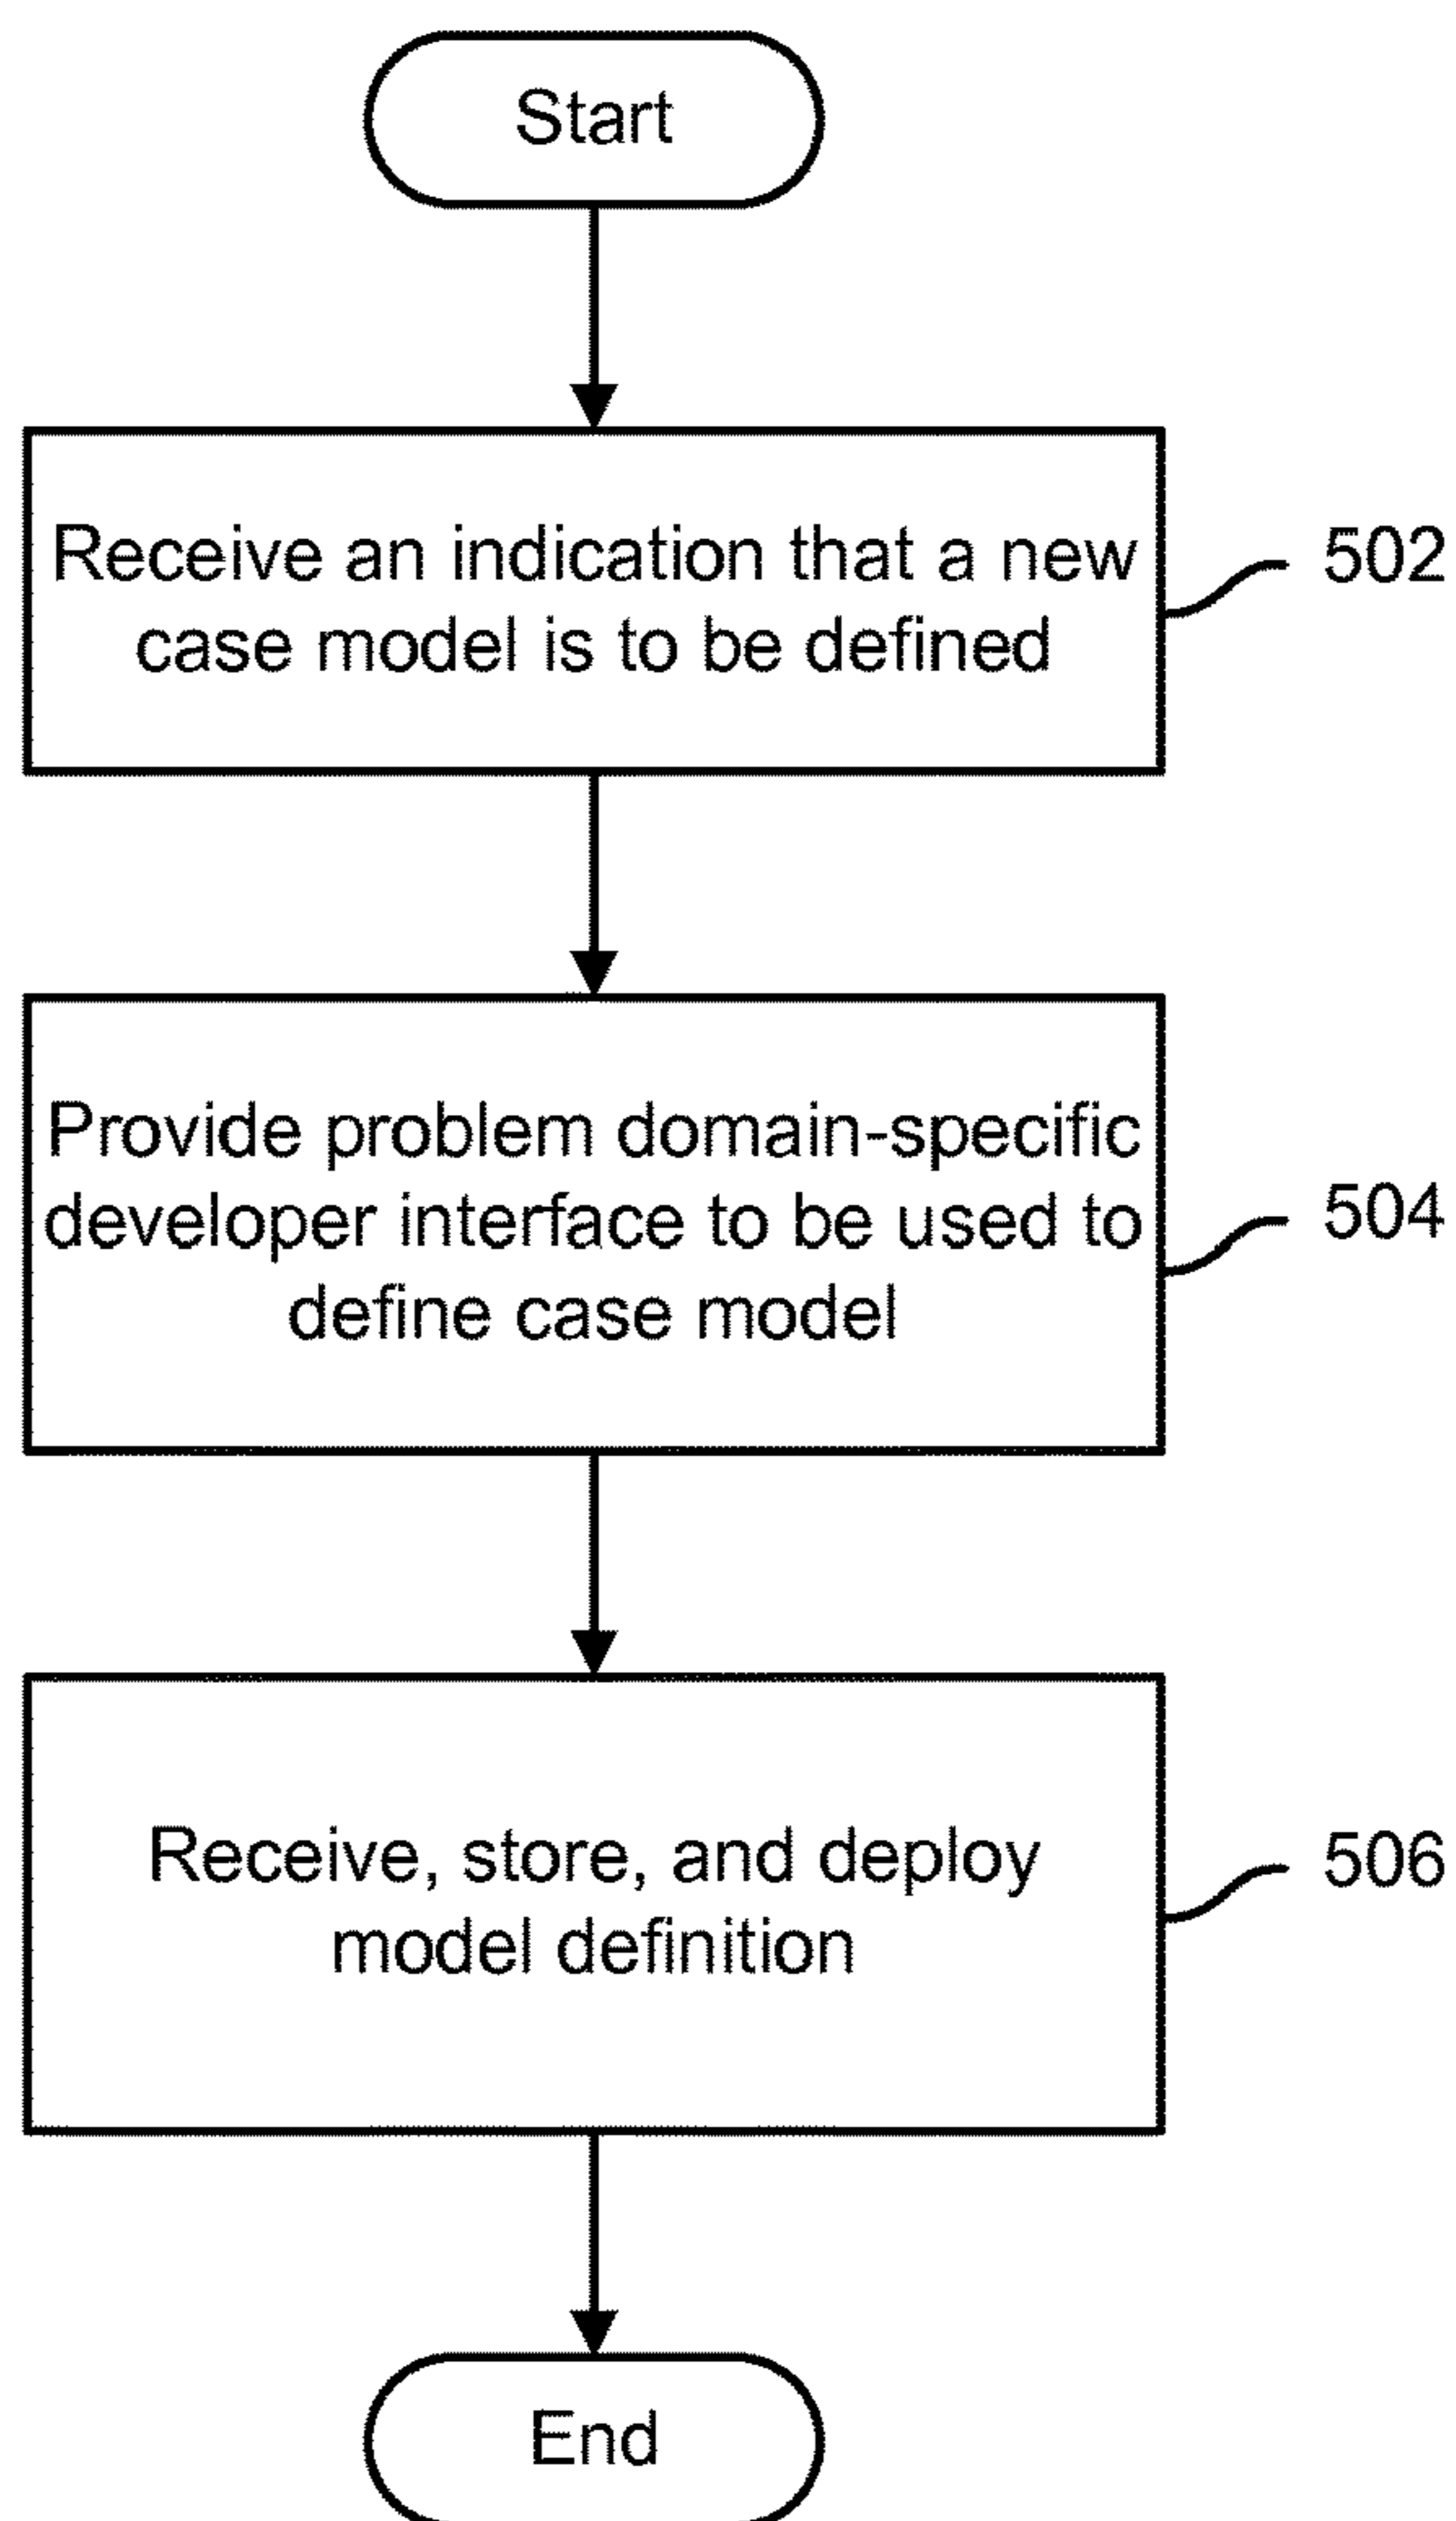 Start
Receive an indication that a new
case model is to be defined
502
Provide problem domain-specific
developer interface to be used to
define case model
504
Receive, store, and deploy
model definition
506
End